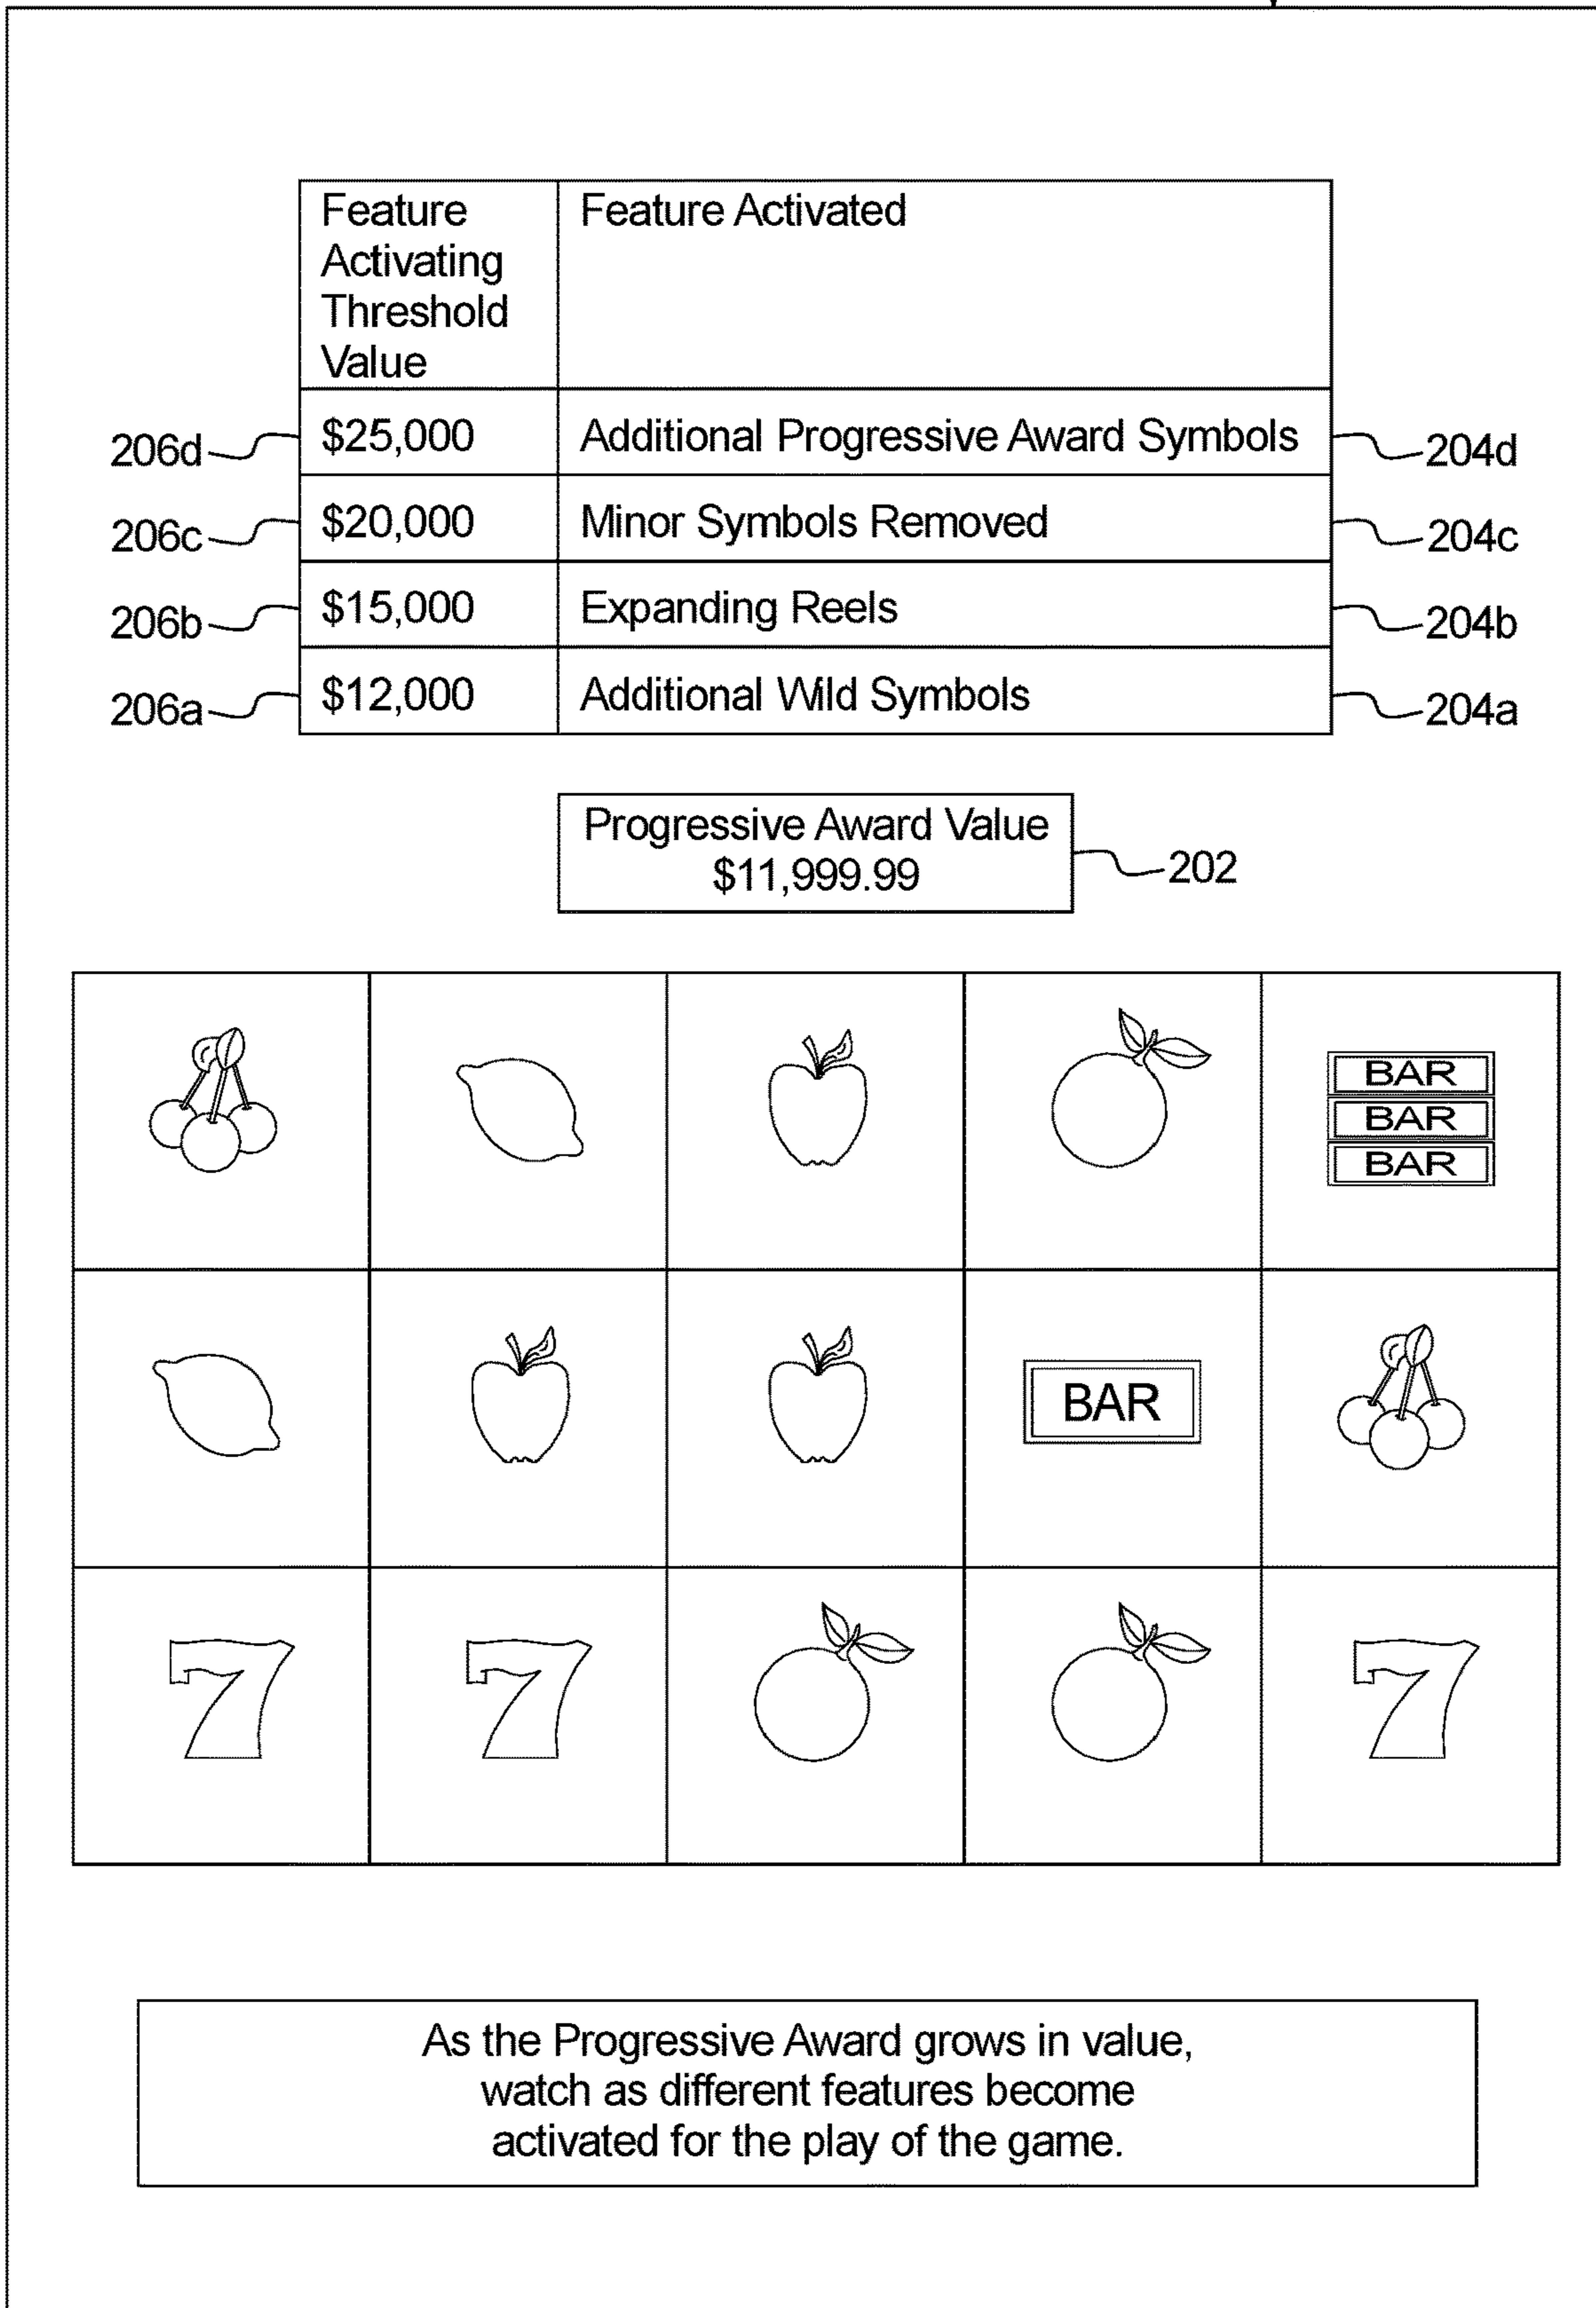 Feature
Activating
Threshold
Value
Feature Activated
206d $25,000 Additional Progressive Award Symbols 204d
206c $20,000 Minor Symbols Removed 204c
206b $15,000 Expanding Reels 204b
206a $12,000 Additional Wild Symbols 204a
Progressive Award Value
$11,999.99
202
BAR
BAR
BAR
BAR
7 7 7
As the Progressive Award grows in value,
watch as different features become
activated for the play of the game.